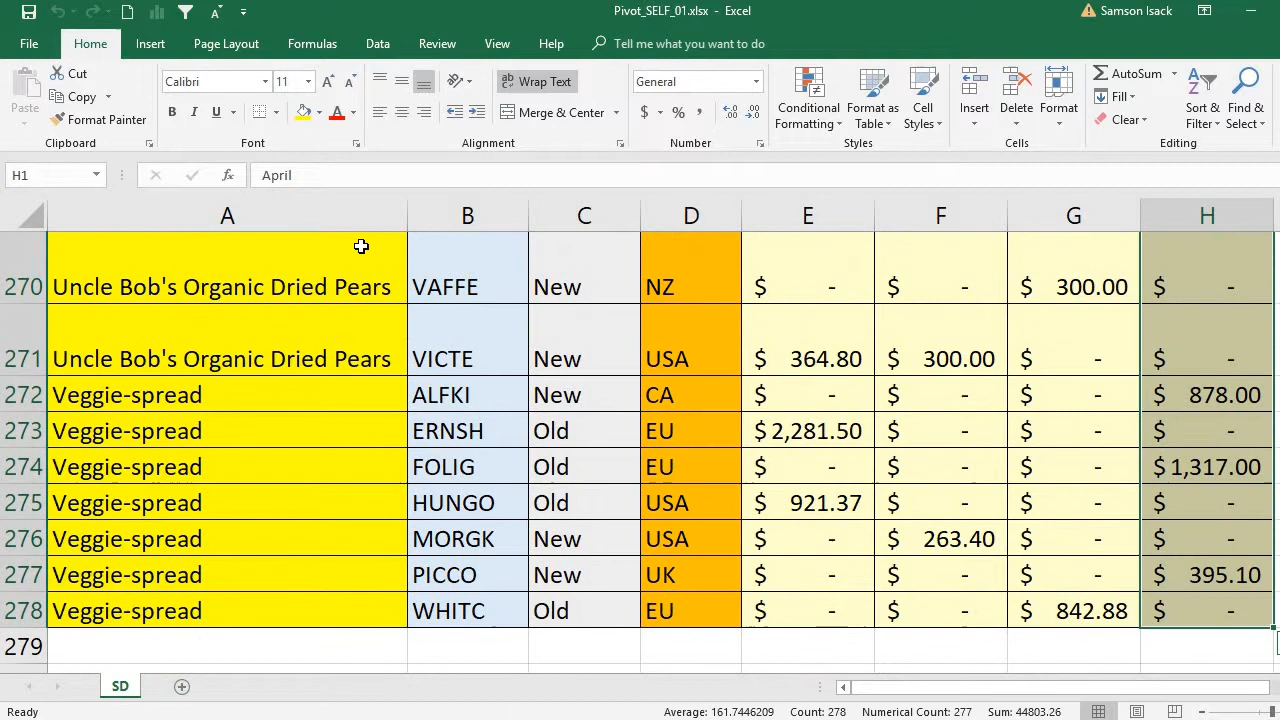 Pivot_SELF_01.xlsx - Excel
Samson Isack
File Home Insert Page Layout Formulas Data Review View Help Tell me what you want to do
Paste
Cut
Copy
Format Painter
Clipboard
Calibri 11
B I U
Font
Wrap Text
Merge & Center
Alignment
General
$ % ,
Number
Conditional Formatting
Format as Table
Cell Styles
Styles
Insert
Delete
Format
Cells
AutoSum
Fill
Clear
Sort & Filter
Find & Select
Editing
H1 fx April
A B C D E F G H
270 Uncle Bob's Organic Dried Pears VAFFE New NZ $ - $ - $ 300.00 $ -
271 Uncle Bob's Organic Dried Pears VICTE New USA $ 364.80 $ 300.00 $ - $ -
272 Veggie-spread ALFKI New CA $ - $ - $ - $ 878.00
273 Veggie-spread ERNSH Old EU $ 2,281.50 $ - $ - $ -
274 Veggie-spread FOLIG Old EU $ - $ - $ - $ 1,317.00
275 Veggie-spread HUNGO Old USA $ 921.37 $ - $ - $ -
276 Veggie-spread MORGK New USA $ - $ 263.40 $ - $ -
277 Veggie-spread PICCO New UK $ - $ - $ - $ 395.10
278 Veggie-spread WHITC Old EU $ - $ - $ 842.88 $ -
279
SD
Ready Average: 161.7446209 Count: 278 Numerical Count: 277 Sum: 44803.26